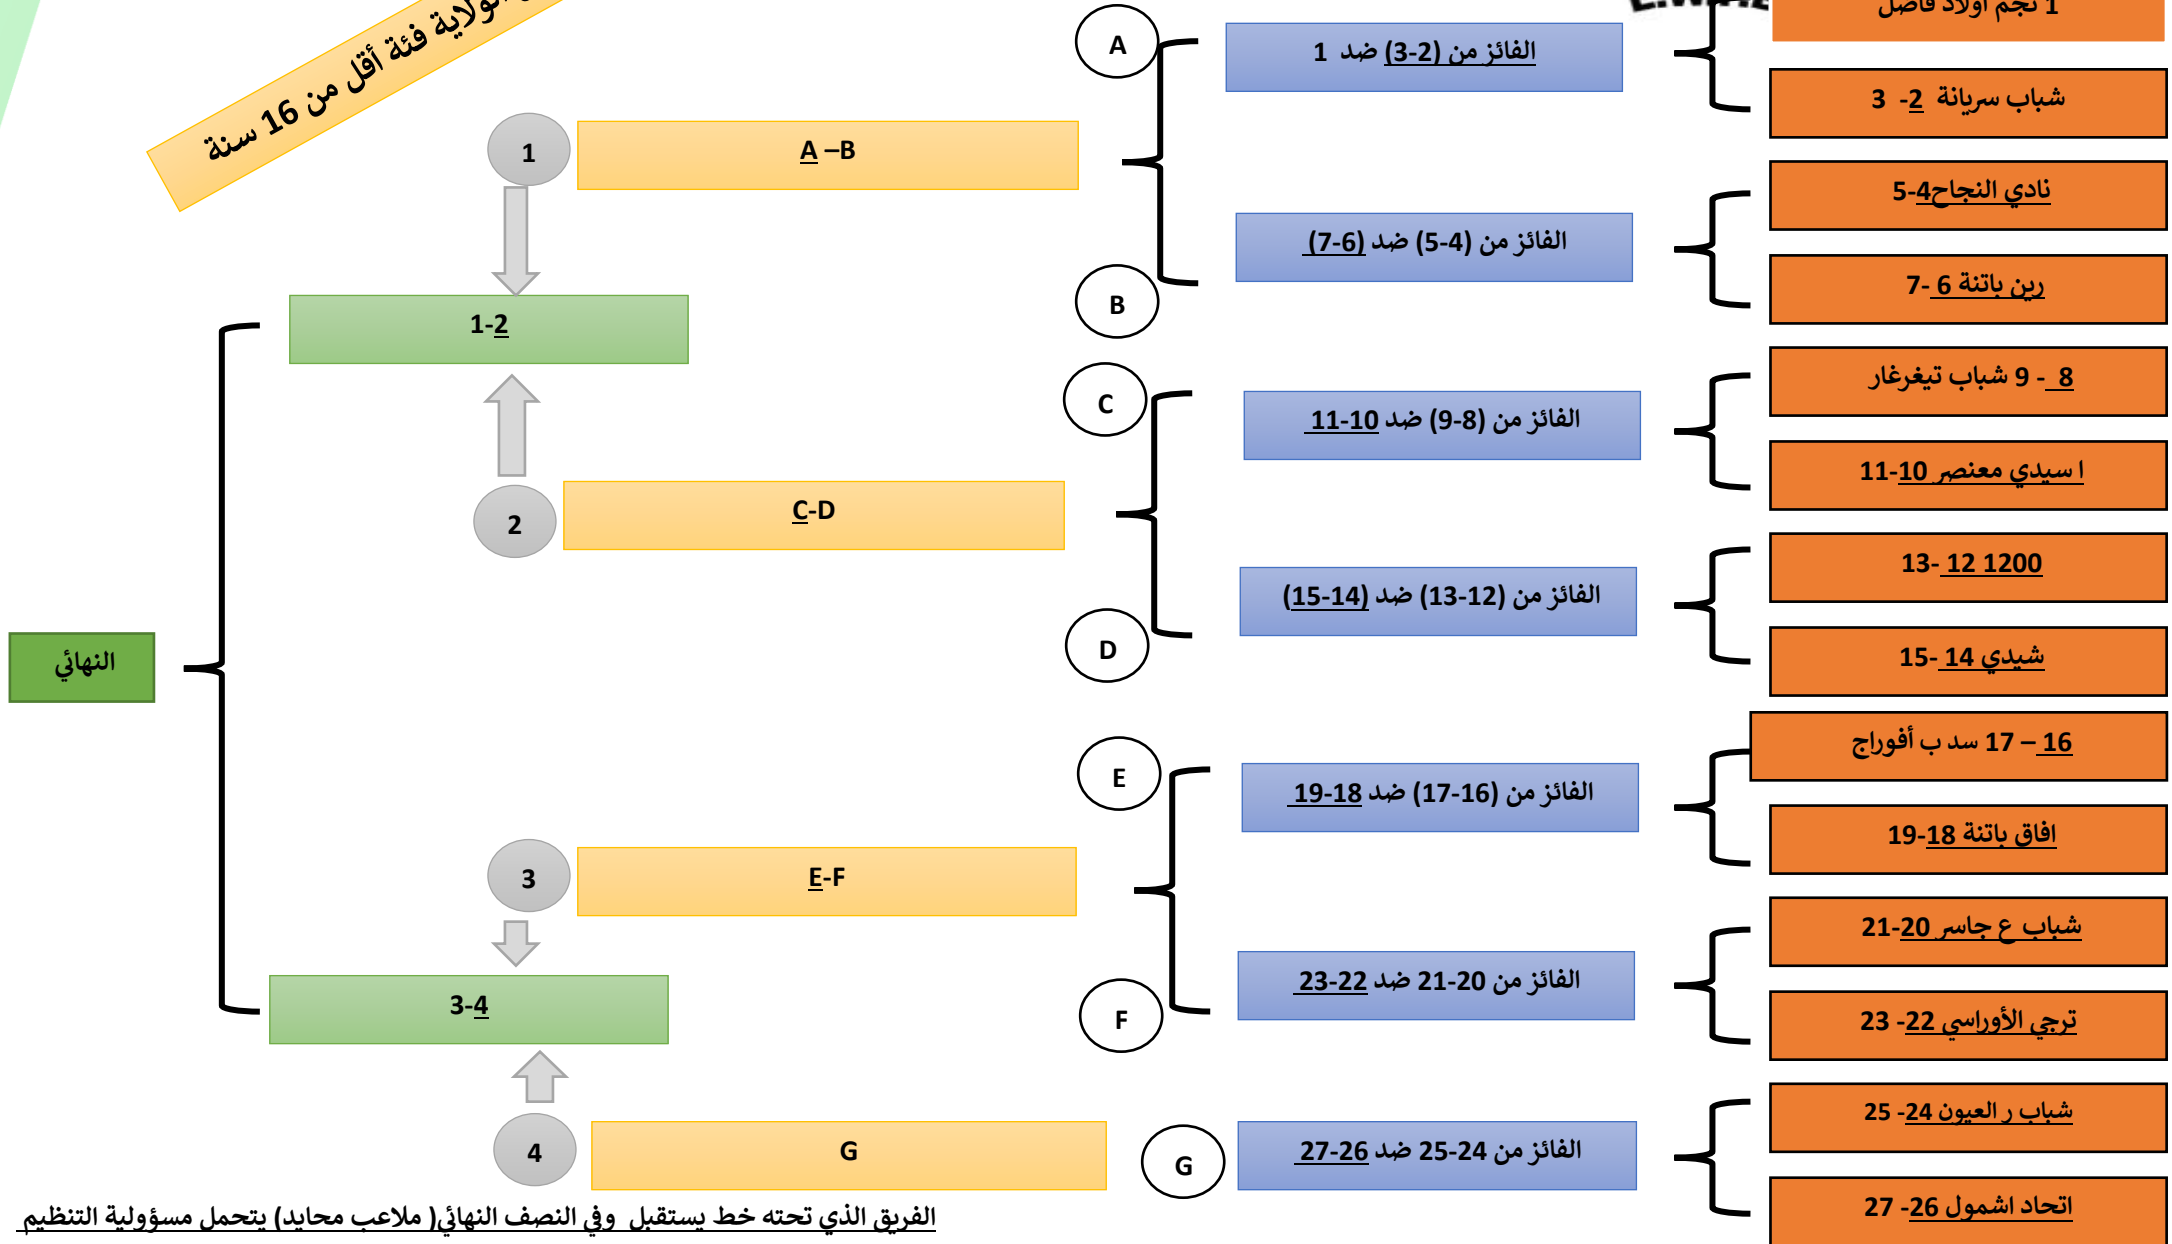 الولاية فئة أقل من 16 سنة
1 نجم اولاد فاضل
شباب سريانة 2- 3
نادي النجاح4-5
رين باتنة 6 -7
8 - 9 شباب تيغرغار
ا سيدي معنصر 10-11
1200 12 -13
شيدي 14 -15
16 – 17 سد ب أفوراج
افاق باتنة 18-19
شباب ع جاسر 20-21
ترجي الأوراسي 22- 23
شباب ر العيون 24- 25
اتحاد اشمول 26- 27
الفائز من (2-3) ضد 1
الفائز من (4-5) ضد (6-7)
الفائز من (8-9) ضد 10-11
الفائز من (12-13) ضد (14-15)
الفائز من (16-17) ضد 18-19
الفائز من 20-21 ضد 22-23
الفائز من 24-25 ضد 26-27
A
B
C
D
E
F
G
A –B
C-D
E-F
G
1
2
3
4
1-2
3-4
النهائي
الفريق الذي تحته خط يستقبل وفي النصف النهائي( ملاعب محايد) يتحمل مسؤولية التنظيم